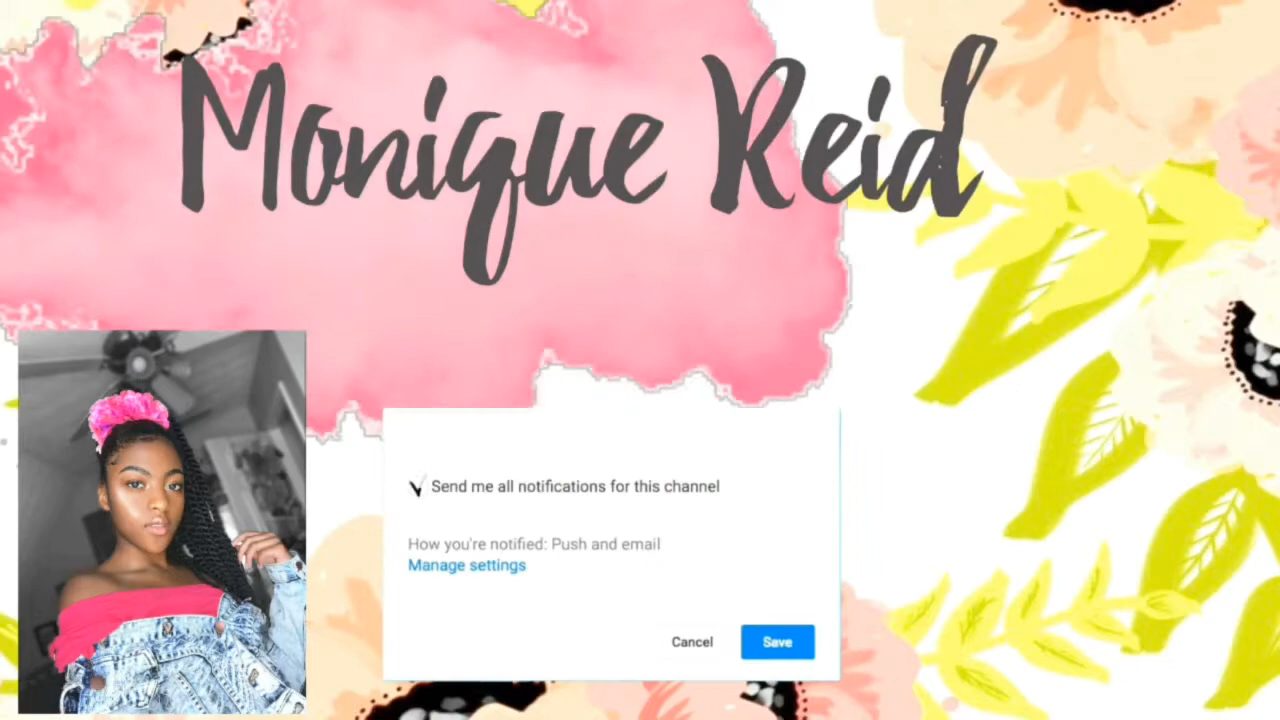 Monique Reid
Send me all notifications for this channel
How you're notified: Push and email
Manage settings
Cancel
Save